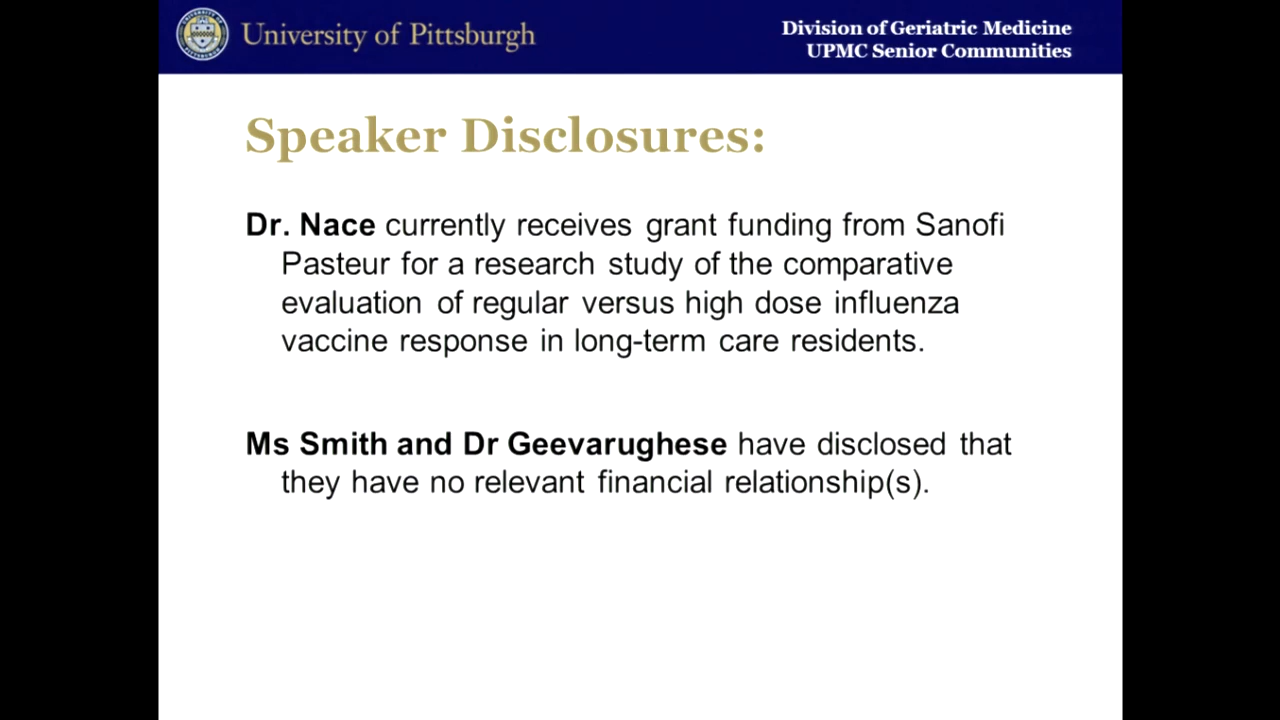 University of Pittsburgh
Division of Geriatric Medicine
UPMC Senior Communities
Speaker Disclosures:
Dr. Nace currently receives grant funding from Sanofi
Pasteur for a research study of the comparative
evaluation of regular versus high dose influenza
vaccine response in long-term care residents.
Ms Smith and Dr Geevarughese have disclosed that
they have no relevant financial relationship(s).